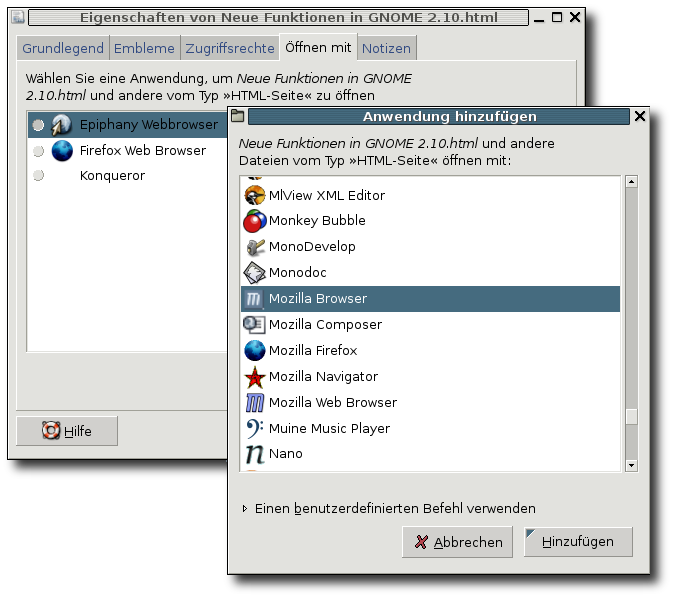 Eigenschaften von Neue Funktionen in GNOME 2.10.html
Grundlegend Embleme Zugriffsrechte Öffnen mit Notizen
Wählen Sie eine Anwendung, um Neue Funktionen in GNOME
2.10.html und andere vom Typ »HTML-Seite« zu öffnen
Epiphany Webbrowser
Firefox Web Browser
Konqueror
Hilfe
Anwendung hinzufügen
Neue Funktionen in GNOME 2.10.html und andere
Dateien vom Typ »HTML-Seite« öffnen mit:
MlView XML Editor
Monkey Bubble
MonoDevelop
Monodoc
Mozilla Browser
Mozilla Composer
Mozilla Firefox
Mozilla Navigator
Mozilla Web Browser
Muine Music Player
Nano
Einen benutzerdefinierten Befehl verwenden
Abbrechen Hinzufügen